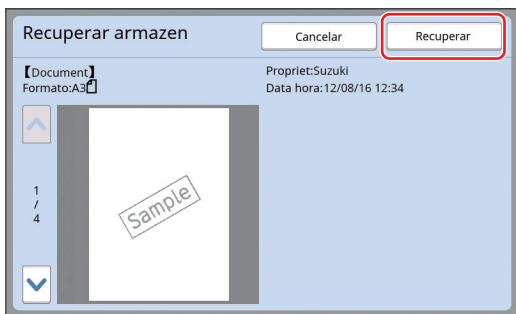 Recuperar armazen
Cancelar
Recuperar
【Document】
Formato:A3
Propriet:Suzuki
Data hora:12/08/16 12:34
1
/
4
Sample